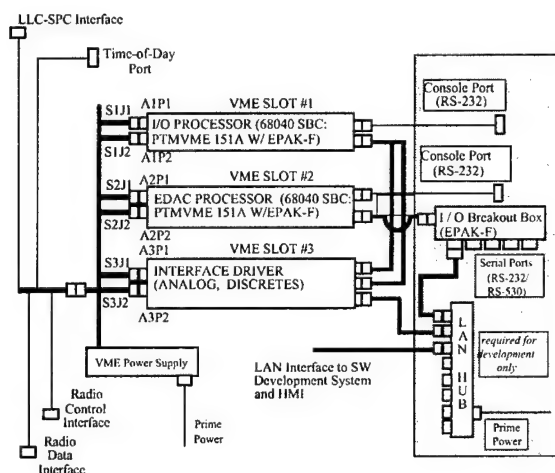 LLC-SPC Interface
Time-of-Day
Port
S1J1
A1P1
VME SLOT #1
I/O PROCESSOR (68040 SBC:
PTMVME 151A W/ EPAK-F)
S1J2
A1P2
Console Port
(RS-232)
S2J1
A2P1
VME SLOT #2
EDAC PROCESSOR (68040 SBC:
PTMVME 151A W/EPAK-F)
S2J2
A2P2
Console Port
(RS-232)
I / O Breakout Box
(EPAK-F)
S3J1
A3P1
VME SLOT #3
INTERFACE DRIVER
(ANALOG, DISCRETES)
S3J2
A3P2
Serial Ports
(RS-232/
RS-530)
LAN HUB
required for
development
only
VME Power Supply
LAN Interface to SW
Development System
and HMI
Radio
Control
Interface
Prime
Power
Prime
Power
Radio Data
Interface